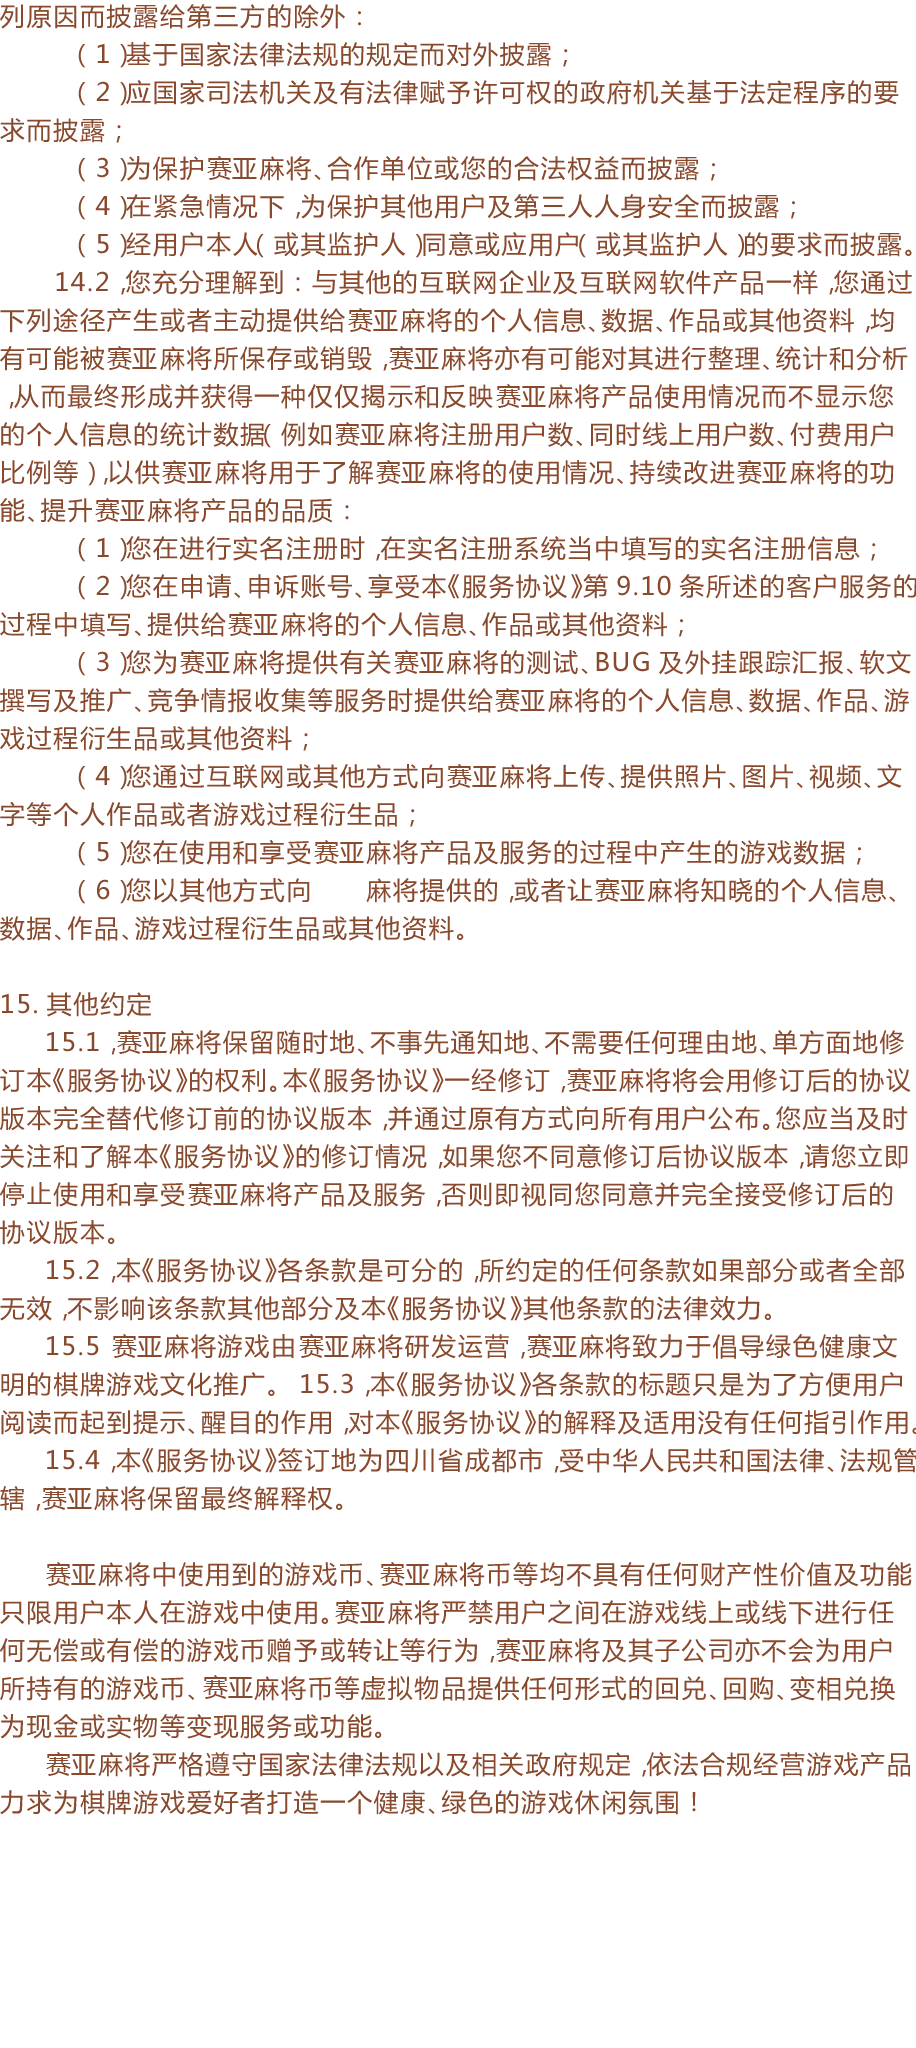 列原因而披露给第三方的除外：
（1）基于国家法律法规的规定而对外披露；
（2）应国家司法机关及有法律赋予许可权的政府机关基于法定程序的要
求而披露；
（3）为保护赛亚麻将、合作单位或您的合法权益而披露；
（4）在紧急情况下，为保护其他用户及第三人人身安全而披露；
（5）经用户本人（或其监护人）同意或应用户（或其监护人）的要求而披露。
14.2，您充分理解到：与其他的互联网企业及互联网软件产品一样，您通过
下列途径产生或者主动提供给赛亚麻将的个人信息、数据、作品或其他资料，均
有可能被赛亚麻将所保存或销毁，赛亚麻将亦有可能对其进行整理、统计和分析
，从而最终形成并获得一种仅仅揭示和反映赛亚麻将产品使用情况而不显示您
的个人信息的统计数据（例如赛亚麻将注册用户数、同时线上用户数、付费用户
比例等），以供赛亚麻将用于了解赛亚麻将的使用情况、持续改进赛亚麻将的功
能、提升赛亚麻将产品的品质：
（1）您在进行实名注册时，在实名注册系统当中填写的实名注册信息；
（2）您在申请、申诉账号、享受本《服务协议》第 9.10 条所述的客户服务的
过程中填写、提供给赛亚麻将的个人信息、作品或其他资料；
（3）您为赛亚麻将提供有关赛亚麻将的测试、BUG 及外挂跟踪汇报、软文
撰写及推广、竞争情报收集等服务时提供给赛亚麻将的个人信息、数据、作品、游
戏过程衍生品或其他资料；
（4）您通过互联网或其他方式向赛亚麻将上传、提供照片、图片、视频、文
字等个人作品或者游戏过程衍生品；
（5）您在使用和享受赛亚麻将产品及服务的过程中产生的游戏数据；
（6）您以其他方式向　　麻将提供的，或者让赛亚麻将知晓的个人信息、
数据、作品、游戏过程衍生品或其他资料。
15. 其他约定
15.1，赛亚麻将保留随时地、不事先通知地、不需要任何理由地、单方面地修
订本《服务协议》的权利。本《服务协议》一经修订，赛亚麻将将会用修订后的协议
版本完全替代修订前的协议版本，并通过原有方式向所有用户公布。您应当及时
关注和了解本《服务协议》的修订情况，如果您不同意修订后协议版本，请您立即
停止使用和享受赛亚麻将产品及服务，否则即视同您同意并完全接受修订后的
协议版本。
15.2，本《服务协议》各条款是可分的，所约定的任何条款如果部分或者全部
无效，不影响该条款其他部分及本《服务协议》其他条款的法律效力。
15.5 赛亚麻将游戏由赛亚麻将研发运营，赛亚麻将致力于倡导绿色健康文
明的棋牌游戏文化推广。 15.3，本《服务协议》各条款的标题只是为了方便用户
阅读而起到提示、醒目的作用，对本《服务协议》的解释及适用没有任何指引作用。
15.4，本《服务协议》签订地为四川省成都市，受中华人民共和国法律、法规管
辖，赛亚麻将保留最终解释权。
赛亚麻将中使用到的游戏币、赛亚麻将币等均不具有任何财产性价值及功能
只限用户本人在游戏中使用。赛亚麻将严禁用户之间在游戏线上或线下进行任
何无偿或有偿的游戏币赠予或转让等行为，赛亚麻将及其子公司亦不会为用户
所持有的游戏币、赛亚麻将币等虚拟物品提供任何形式的回兑、回购、变相兑换
为现金或实物等变现服务或功能。
赛亚麻将严格遵守国家法律法规以及相关政府规定，依法合规经营游戏产品
力求为棋牌游戏爱好者打造一个健康、绿色的游戏休闲氛围！